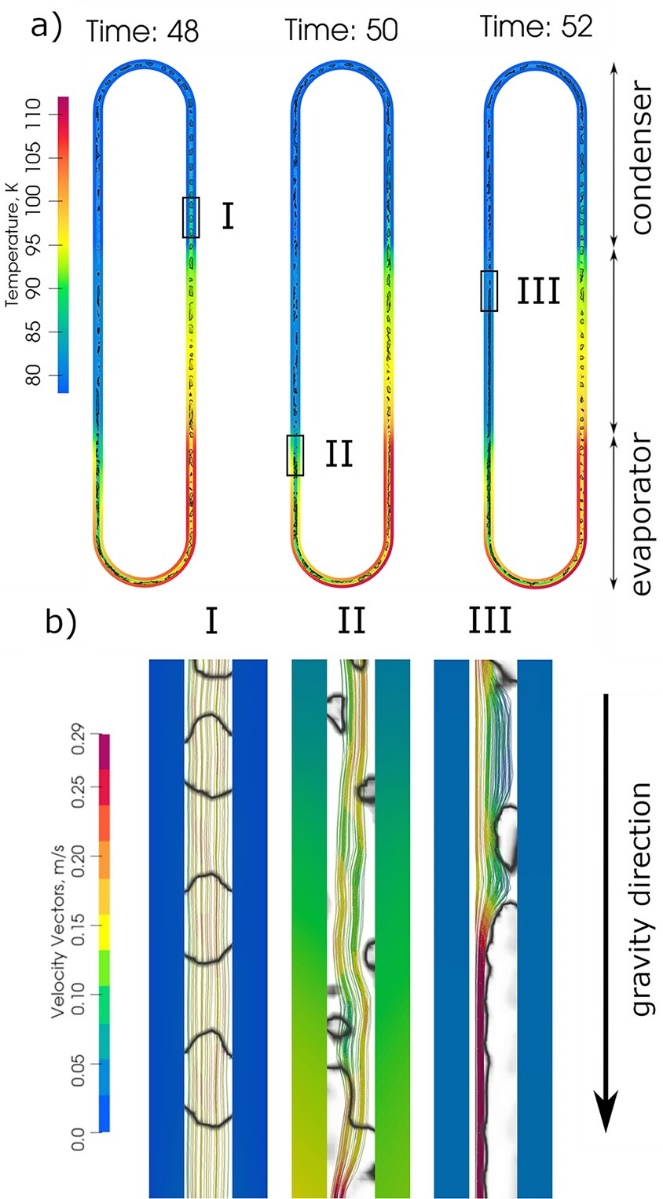 a)
Time: 48
Time: 50
Time: 52
110
105
100
95
90
85
80
Temperature, K
I
II
III
condenser
evaporator
b)
I
II
III
0.29
0.25
0.20
0.15
0.10
0.05
0.0
Velocity Vectors, m/s
gravity direction